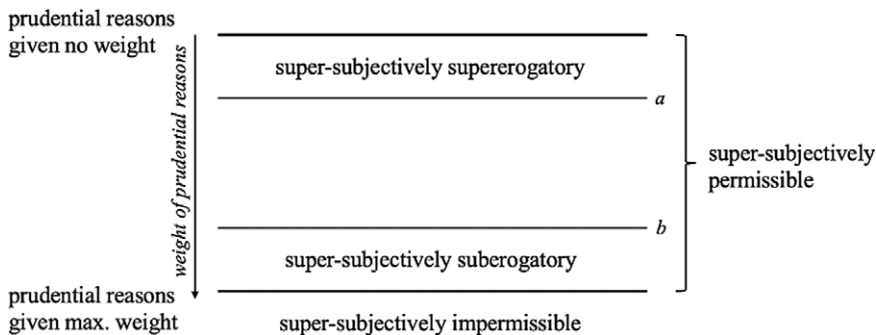 prudential reasons
given no weight
weight of prudential reasons
super-subjectively supererogatory
a
super-subjectively
permissible
b
super-subjectively suberogatory
prudential reasons
given max. weight
super-subjectively impermissible